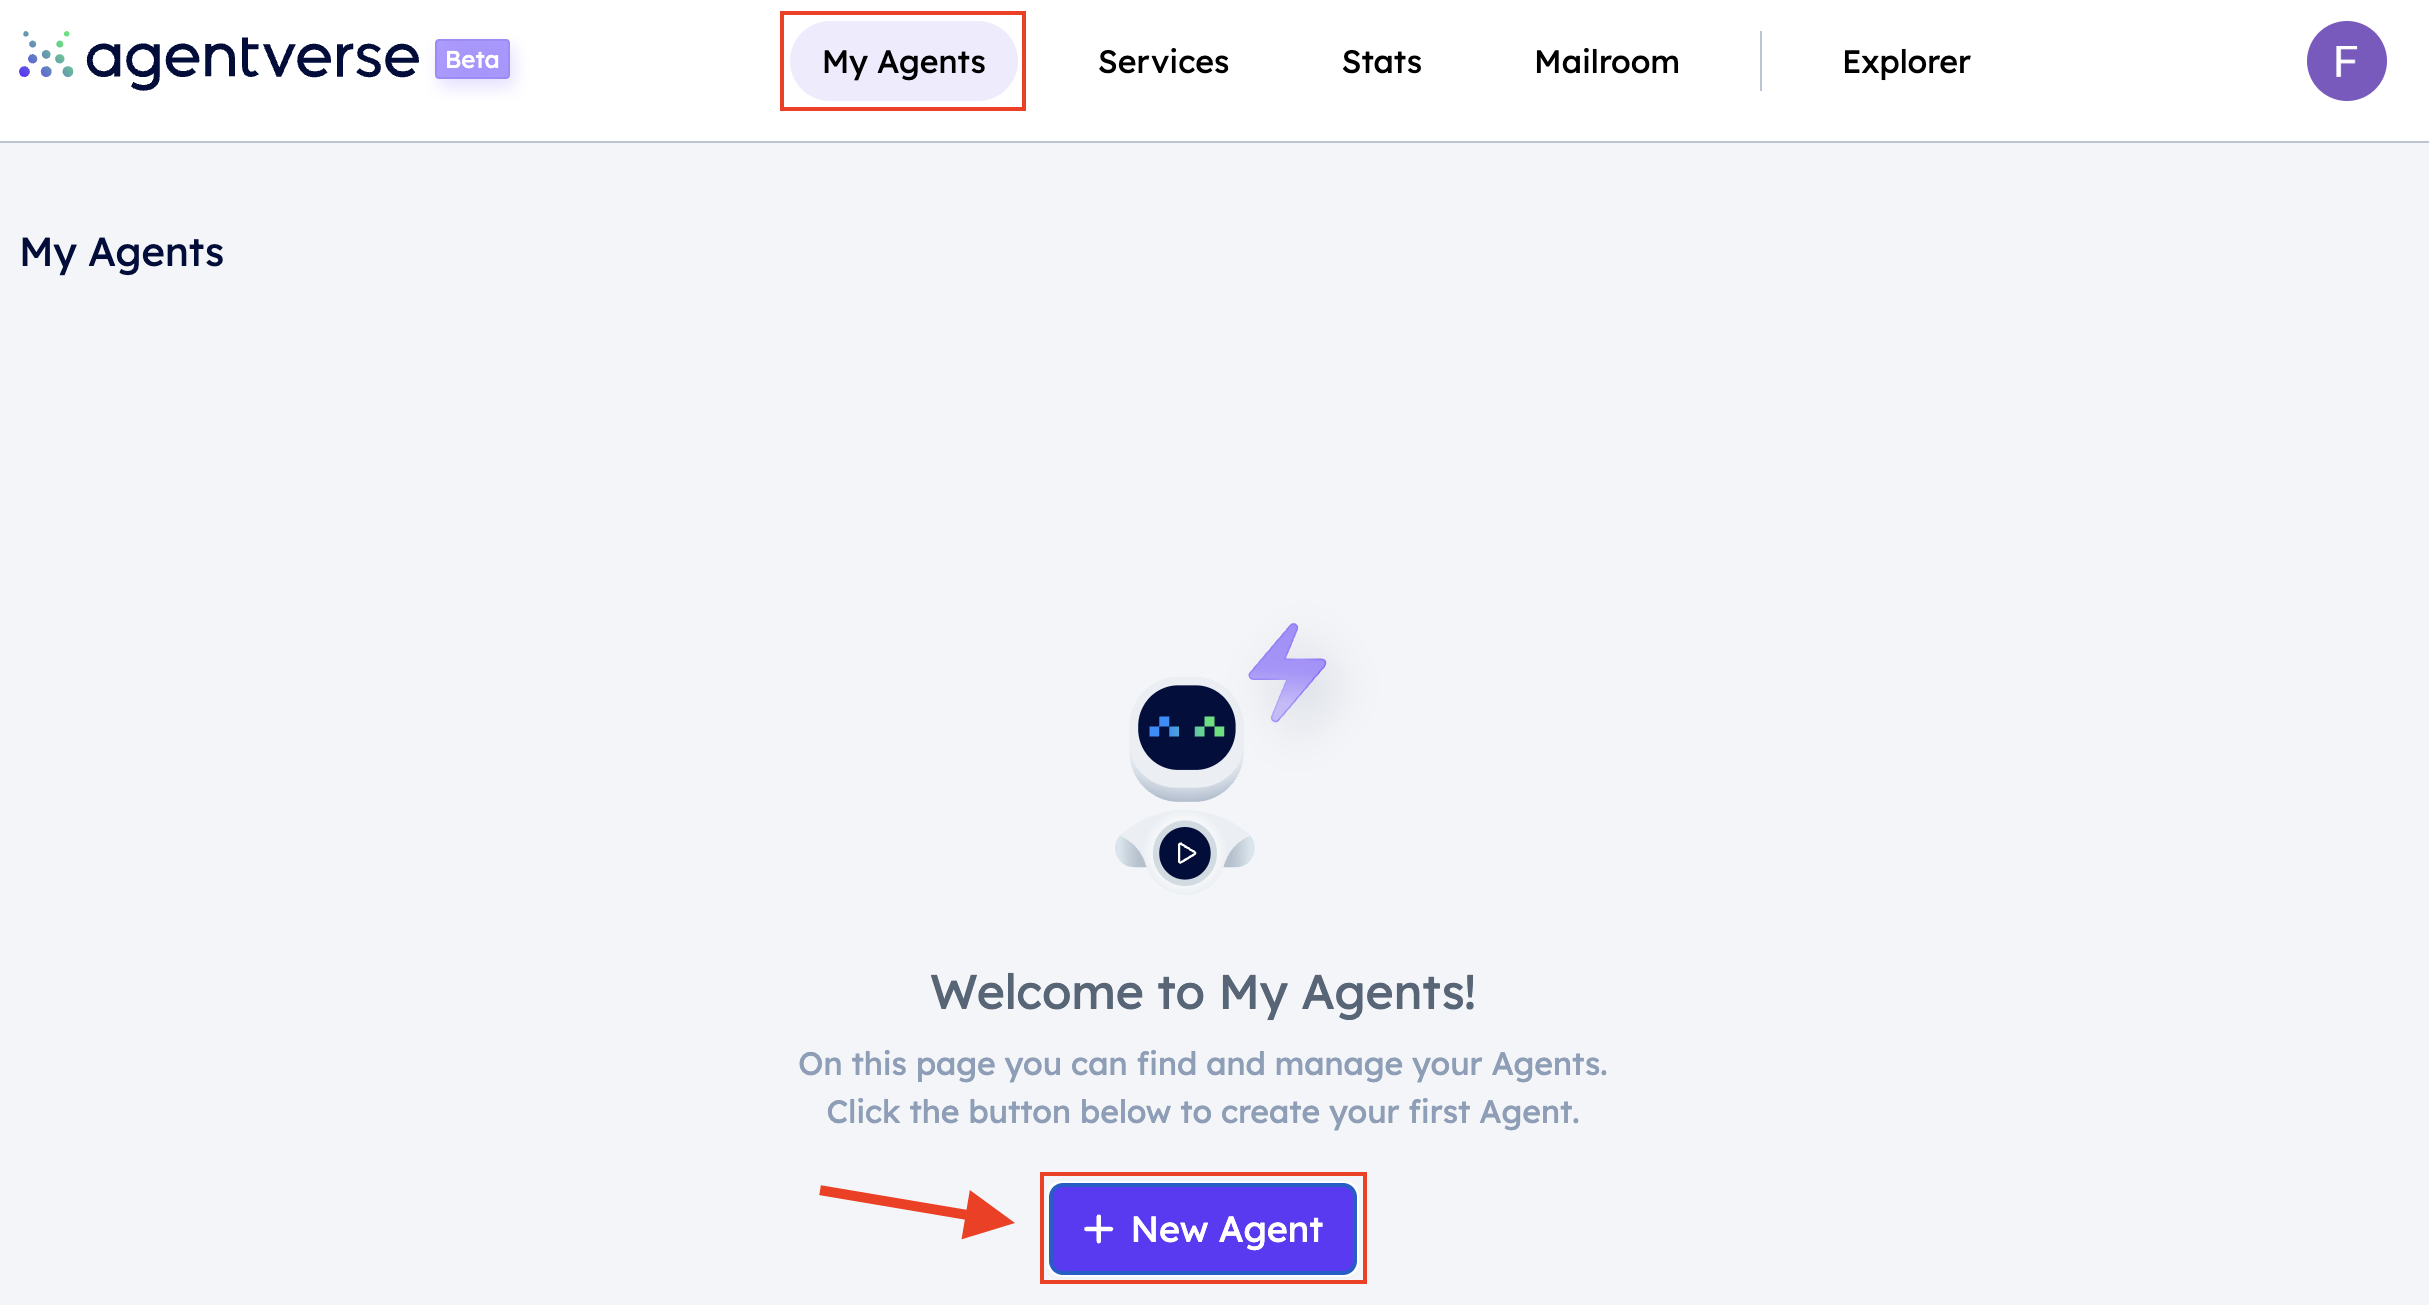 agentverse Beta My Agents Services Stats Mailroom Explorer F
My Agents
Welcome to My Agents!
On this page you can find and manage your Agents.
Click the button below to create your first Agent.
+ New Agent